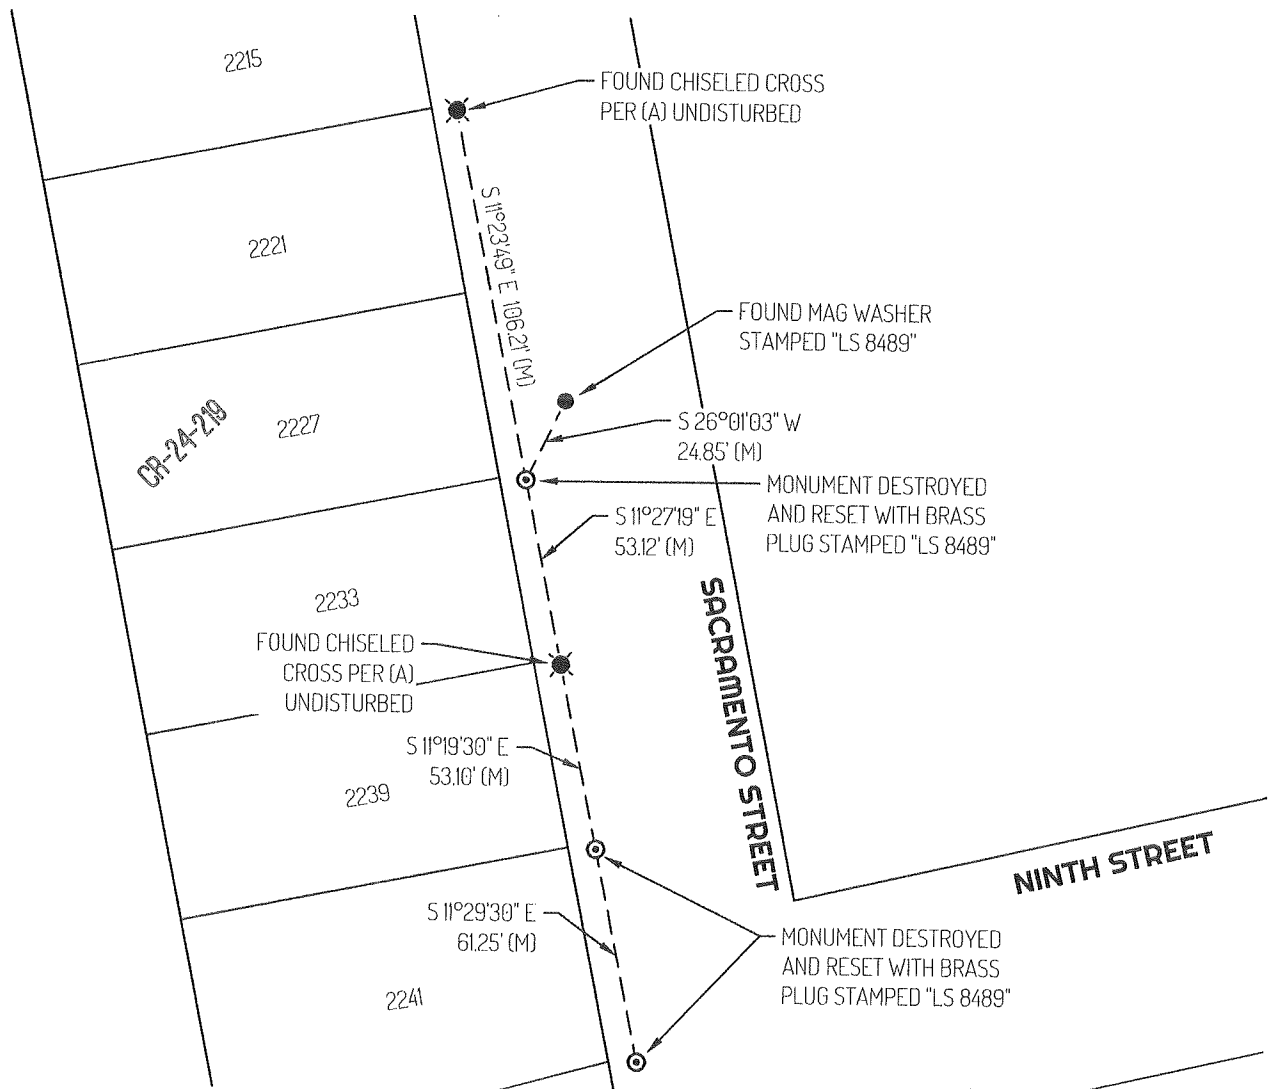 2215
FOUND CHISELED CROSS
PER (A) UNDISTURBED
2221
S 11°23'49" E 106.21' (M)
FOUND MAG WASHER
STAMPED "LS 8489"
CR-24-219
2227
S 26°01'03" W
24.85' (M)
MONUMENT DESTROYED
AND RESET WITH BRASS
PLUG STAMPED "LS 8489"
S 11°27'19" E
53.12' (M)
2233
FOUND CHISELED
CROSS PER (A)
UNDISTURBED
SACRAMENTO STREET
S 11°19'30" E
53.10' (M)
2239
NINTH STREET
S 11°29'30" E
61.25' (M)
MONUMENT DESTROYED
AND RESET WITH BRASS
PLUG STAMPED "LS 8489"
2241